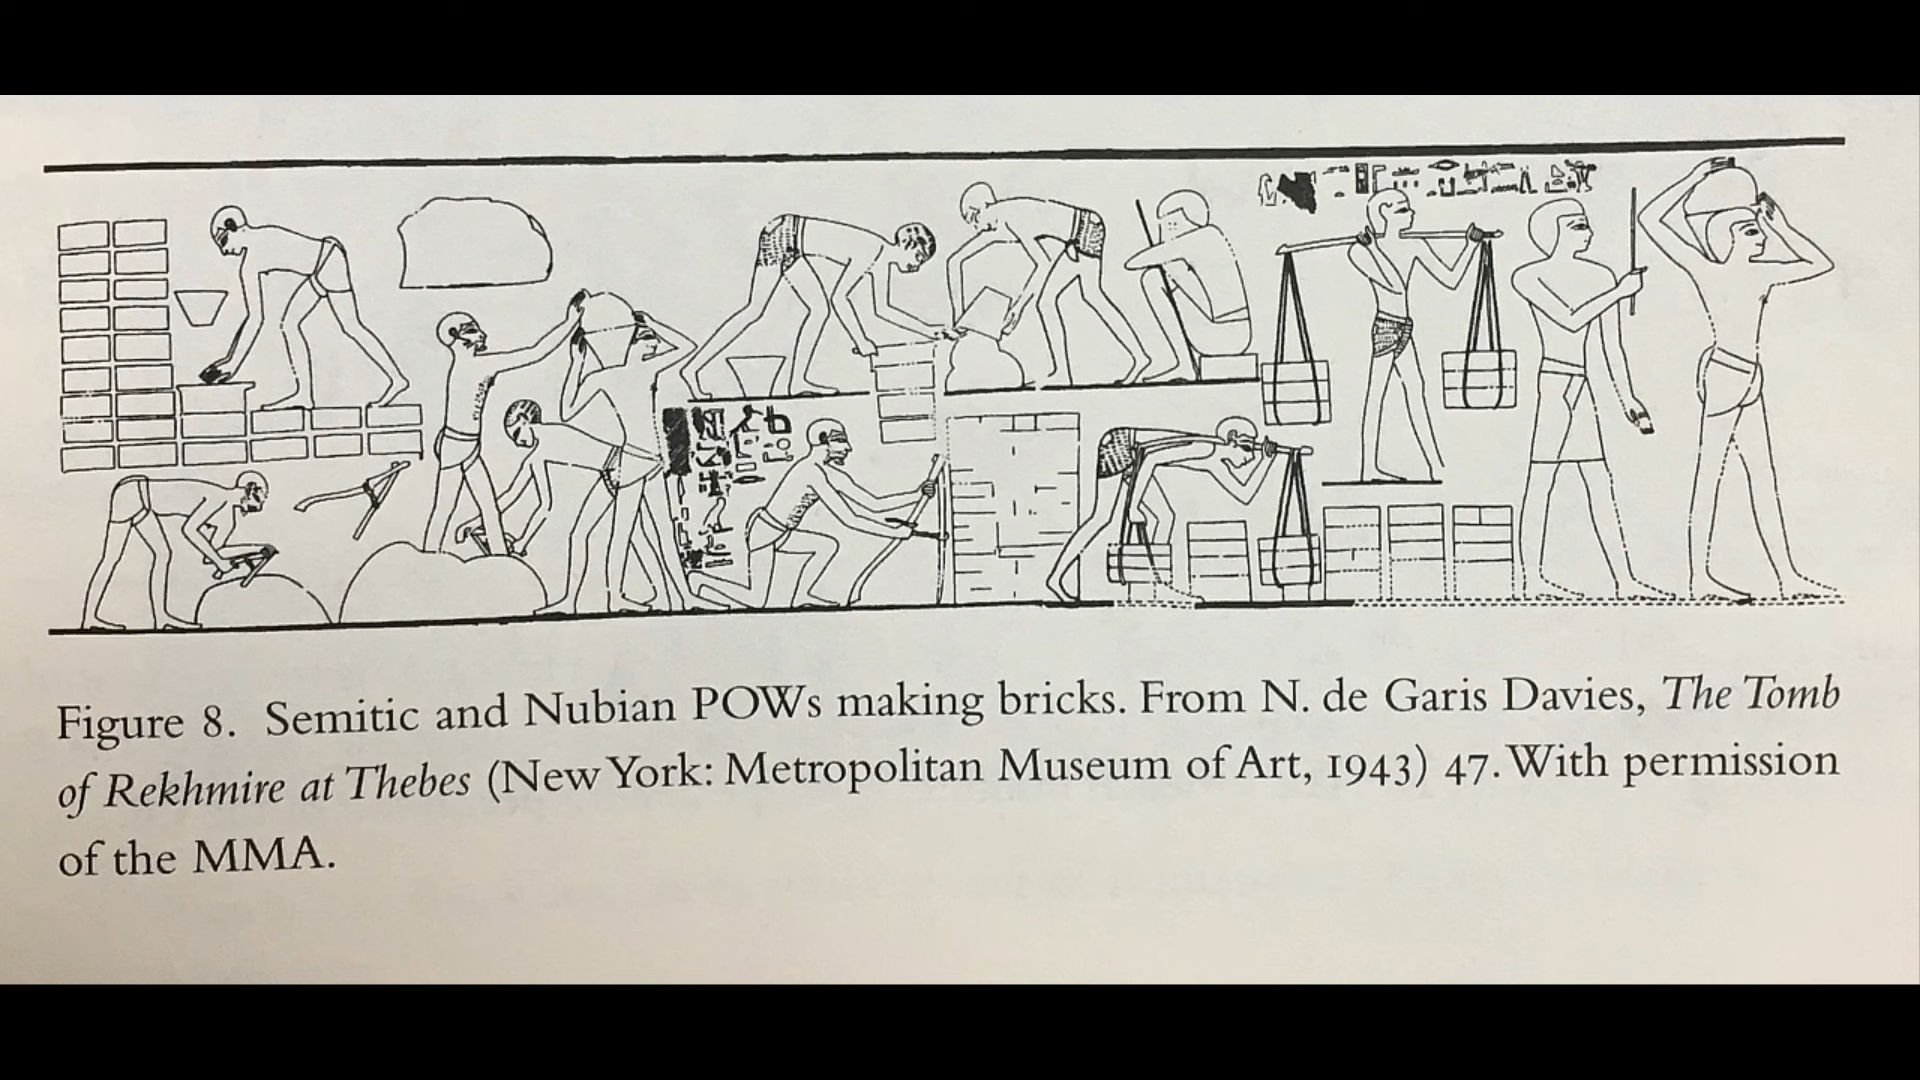 Figure 8. Semitic and Nubian POWs making bricks. From N. de Garis Davies, The Tomb
of Rekhmire at Thebes (New York: Metropolitan Museum of Art, 1943) 47. With permission
of the MMA.